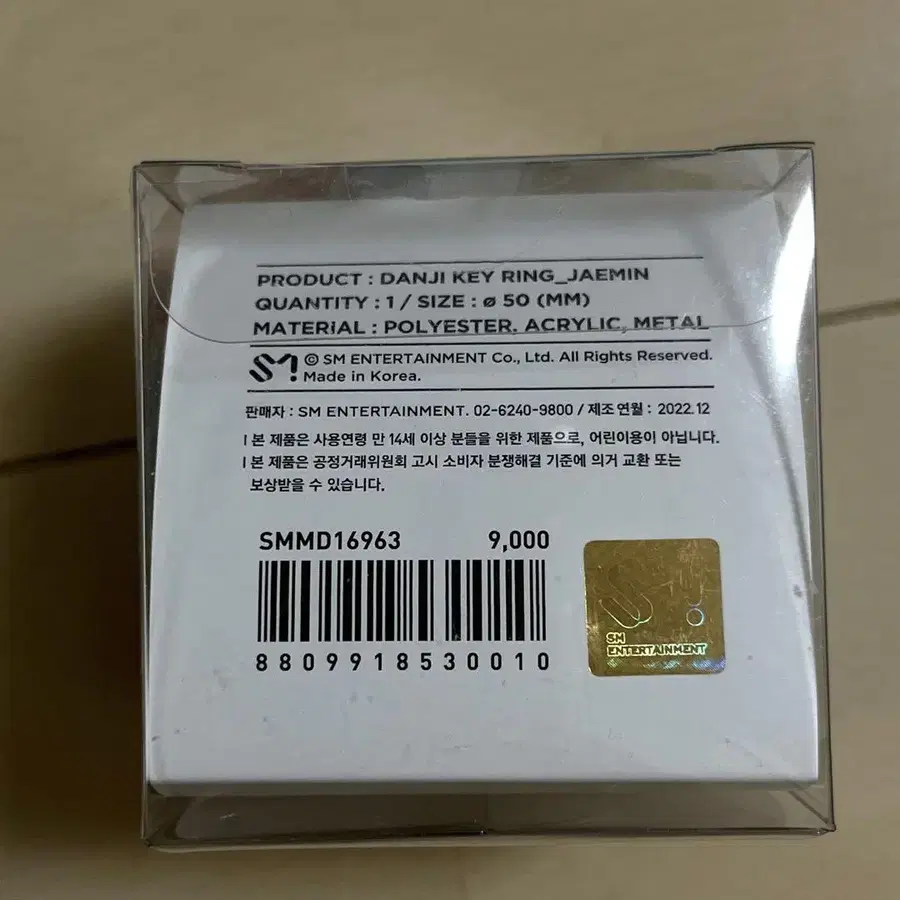 PRODUCT : DANJI KEY RING_JAEMIN
QUANTITY : 1 / SIZE : ø 50 (MM)
MATERiAL : POLYESTER, ACRYLIC, METAL
SM! © SM ENTERTAINMENT Co., Ltd. All Rights Reserved.
Made in Korea.
판매자 : SM ENTERTAINMENT. 02-6240-9800 / 제조연월 : 2022.12
l 본 제품은 사용연령 만 14세 이상 분들을 위한 제품으로, 어린이용이 아닙니다.
l 본 제품은 공정거래위원회 고시 소비자 분쟁해결 기준에 의거 교환 또는
보상받을 수 있습니다.
SMMD16963 9,000
8809918530010
SM!
SM
ENTERTAINMENT